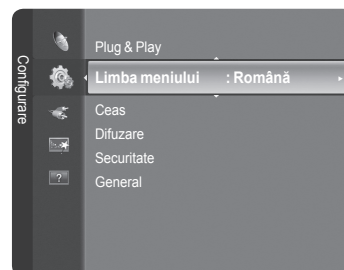 Configurare
Plug & Play
Limba meniului : Română
Ceas
Difuzare
Securitate
General
?